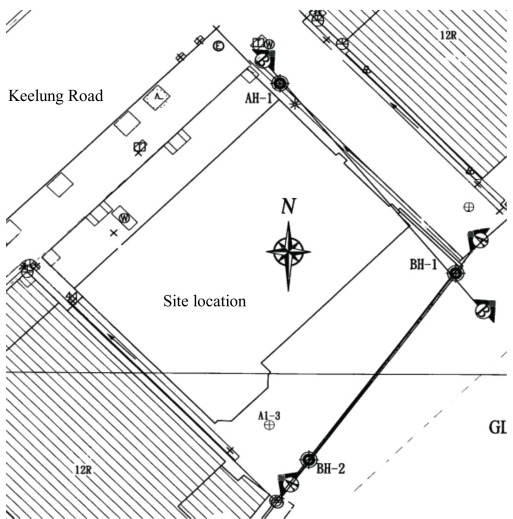 12R
Keelung Road
E
W
AH-1
N
BH-1
W
Site location
A1-3
GL
BH-2
12R